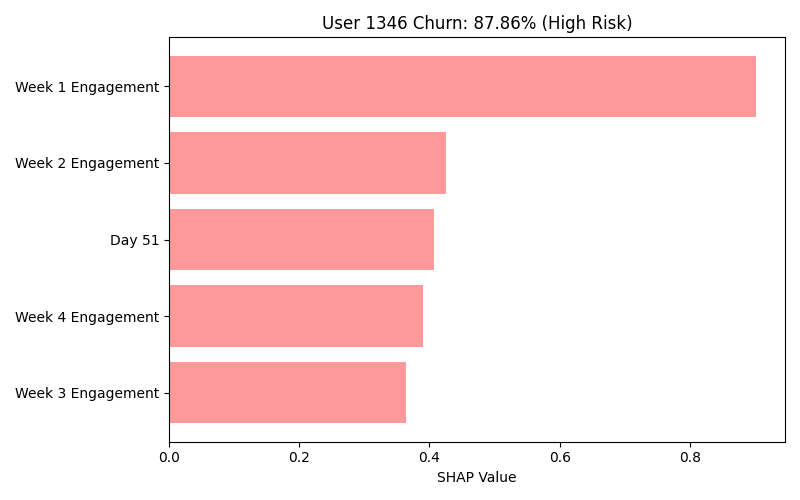 User 1346 Churn: 87.86% (High Risk)
Week 1 Engagement
Week 2 Engagement
Day 51
Week 4 Engagement
Week 3 Engagement
0.0 0.2 0.4 0.6 0.8
SHAP Value